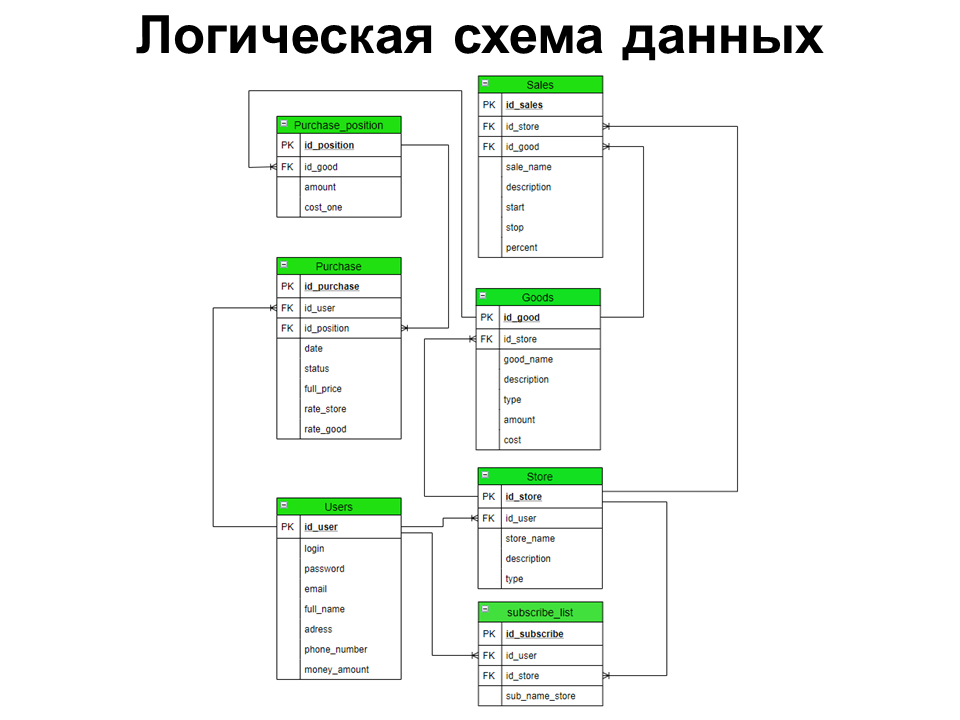 Логическая схема данных
Purchase_position
PK id_position
FK id_good
amount
cost_one
Purchase
PK id_purchase
FK id_user
FK id_position
date
status
full_price
rate_store
rate_good
Users
PK id_user
login
password
email
full_name
adress
phone_number
money_amount
Sales
PK id_sales
FK id_store
FK id_good
sale_name
description
start
stop
percent
Goods
PK id_good
FK id_store
good_name
description
type
amount
cost
Store
PK id_store
FK id_user
store_name
description
type
subscribe_list
PK id_subscribe
FK id_user
FK id_store
sub_name_store